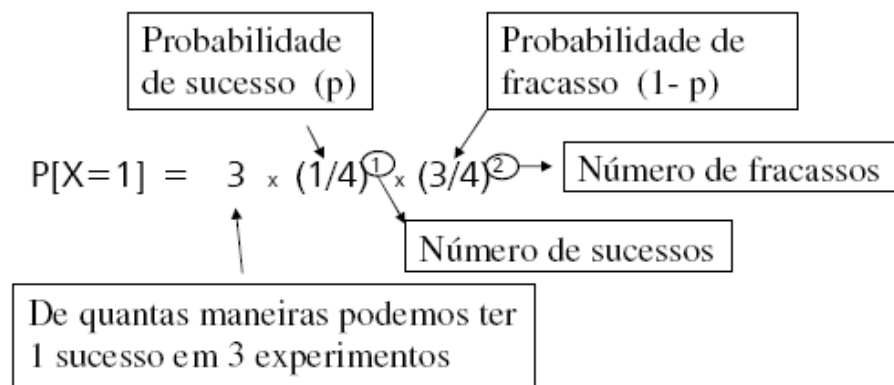 Probabilidade
de sucesso (p)
Probabilidade de
fracasso (1- p)
P[X=1] = 3 x (1/4)¹ x (3/4)²
Número de fracassos
Número de sucessos
De quantas maneiras podemos ter
1 sucesso em 3 experimentos